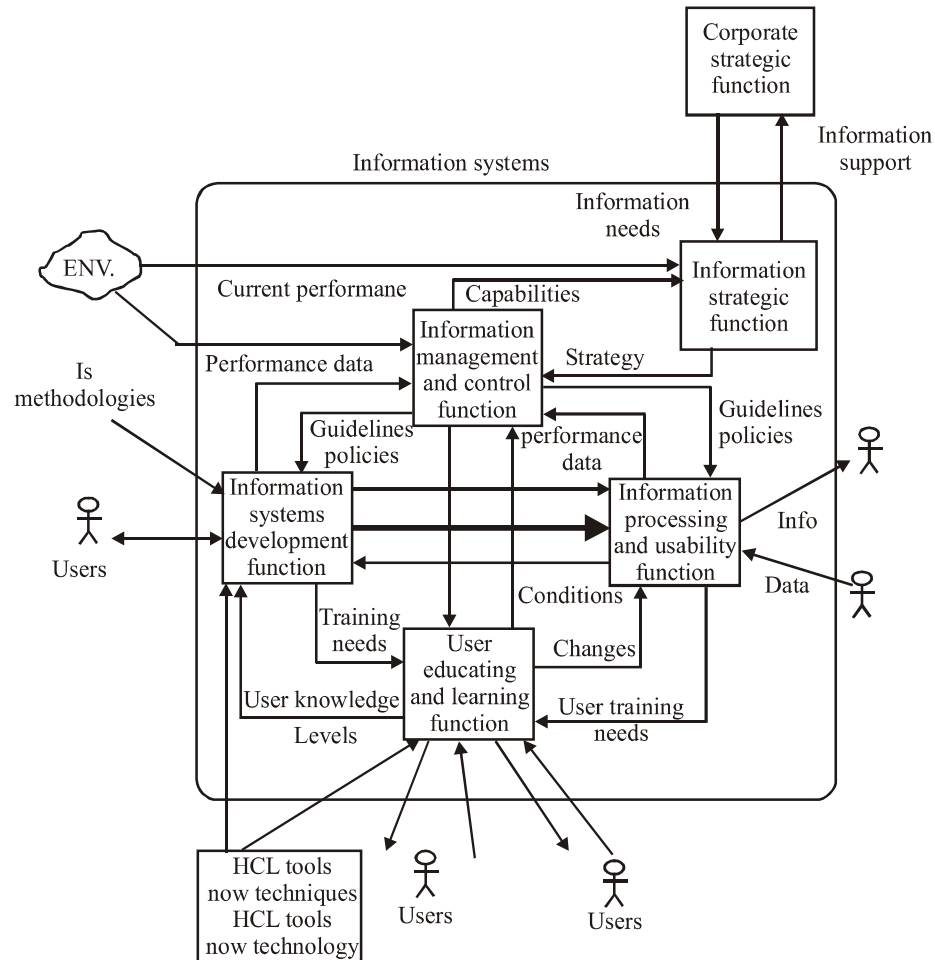 Corporate
strategic
function
Information
support
Information systems
Information
needs
ENV.
Current performane
Capabilities
Information
strategic
function
Information
management
and control
function
Strategy
Performance data
Is
methodologies
Guidelines
policies
performance
data
Guidelines
policies
Information
systems
development
function
Information
processing
and usability
function
Info
Users
Data
Conditions
Training
needs
User
educating
and learning
function
Changes
User knowledge
Levels
User training
needs
HCL tools
now techniques
HCL tools
now technology
Users
Users